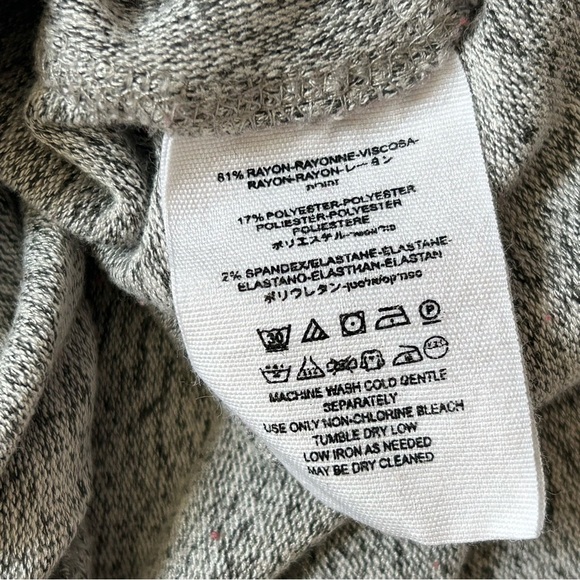 81% RAYON-RAYONNE-VISCOSA-
RAYON-RAYON-レーヨン
17% POLYESTER-POLYESTER
POLIESTER-POLYESTER
POLIESTERE
ポリエステル-פוליאסטר
2% SPANDEX/ELASTANE-ELASTANE-
ELASTANO-ELASTHAN-ELASTAN
ポリウレタン-
30
MACHINE WASH COLD GENTLE
SEPARATELY
USE ONLY NON-CHLORINE BLEACH
TUMBLE DRY LOW
LOW IRON AS NEEDED
MAY BE DRY CLEANED